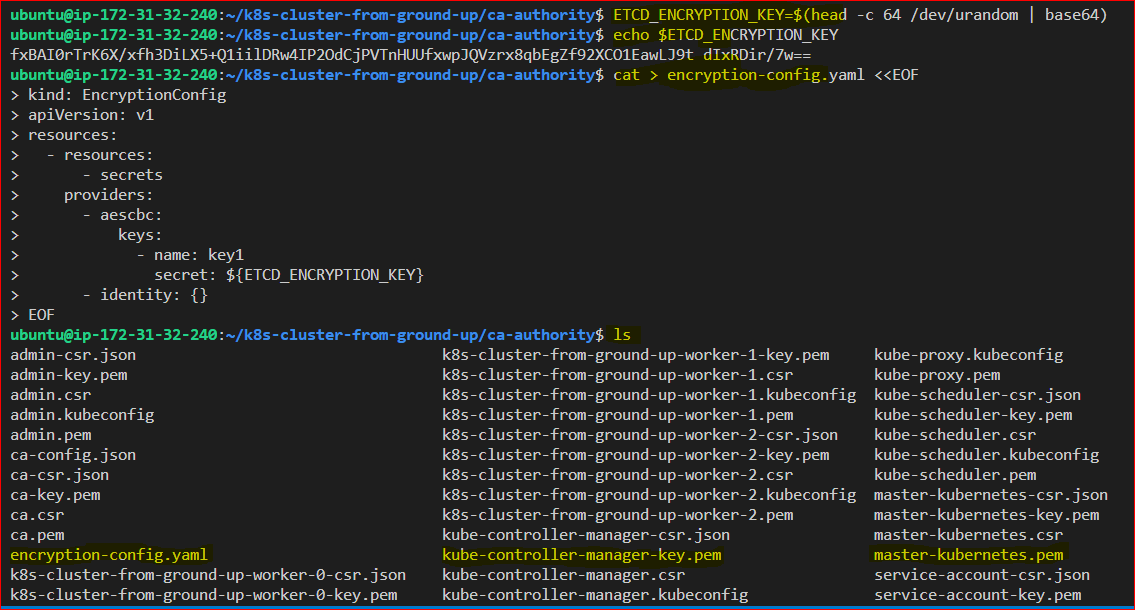 ubuntu@ip-172-31-32-240:~/k8s-cluster-from-ground-up/ca-authority$ ETCD_ENCRYPTION_KEY=$(head -c 64 /dev/urandom | base64)
ubuntu@ip-172-31-32-240:~/k8s-cluster-from-ground-up/ca-authority$ echo $ETCD_ENCRYPTION_KEY
fxBAI0rTrK6X/xfh3DiLX5+Q1iilDRw4IP2OdCjPVTnHUUfxwpJQVzrx8qbEgZf92XCO1EawLJ9t dIxRDir/7w==
ubuntu@ip-172-31-32-240:~/k8s-cluster-from-ground-up/ca-authority$ cat > encryption-config.yaml <<EOF
> kind: EncryptionConfig
> apiVersion: v1
> resources:
>   - resources:
>       - secrets
>     providers:
>       - aescbc:
>           keys:
>             - name: key1
>               secret: ${ETCD_ENCRYPTION_KEY}
>       - identity: {}
> EOF
ubuntu@ip-172-31-32-240:~/k8s-cluster-from-ground-up/ca-authority$ ls
admin-csr.json k8s-cluster-from-ground-up-worker-1-key.pem kube-proxy.kubeconfig
admin-key.pem k8s-cluster-from-ground-up-worker-1.csr kube-proxy.pem
admin.csr k8s-cluster-from-ground-up-worker-1.kubeconfig kube-scheduler-csr.json
admin.kubeconfig k8s-cluster-from-ground-up-worker-1.pem kube-scheduler-key.pem
admin.pem k8s-cluster-from-ground-up-worker-2-csr.json kube-scheduler.csr
ca-config.json k8s-cluster-from-ground-up-worker-2-key.pem kube-scheduler.kubeconfig
ca-csr.json k8s-cluster-from-ground-up-worker-2.csr kube-scheduler.pem
ca-key.pem k8s-cluster-from-ground-up-worker-2.kubeconfig master-kubernetes-csr.json
ca.csr k8s-cluster-from-ground-up-worker-2.pem master-kubernetes-key.pem
ca.pem kube-controller-manager-csr.json master-kubernetes.csr
encryption-config.yaml kube-controller-manager-key.pem master-kubernetes.pem
k8s-cluster-from-ground-up-worker-0-csr.json kube-controller-manager.csr service-account-csr.json
k8s-cluster-from-ground-up-worker-0-key.pem kube-controller-manager.kubeconfig service-account-key.pem